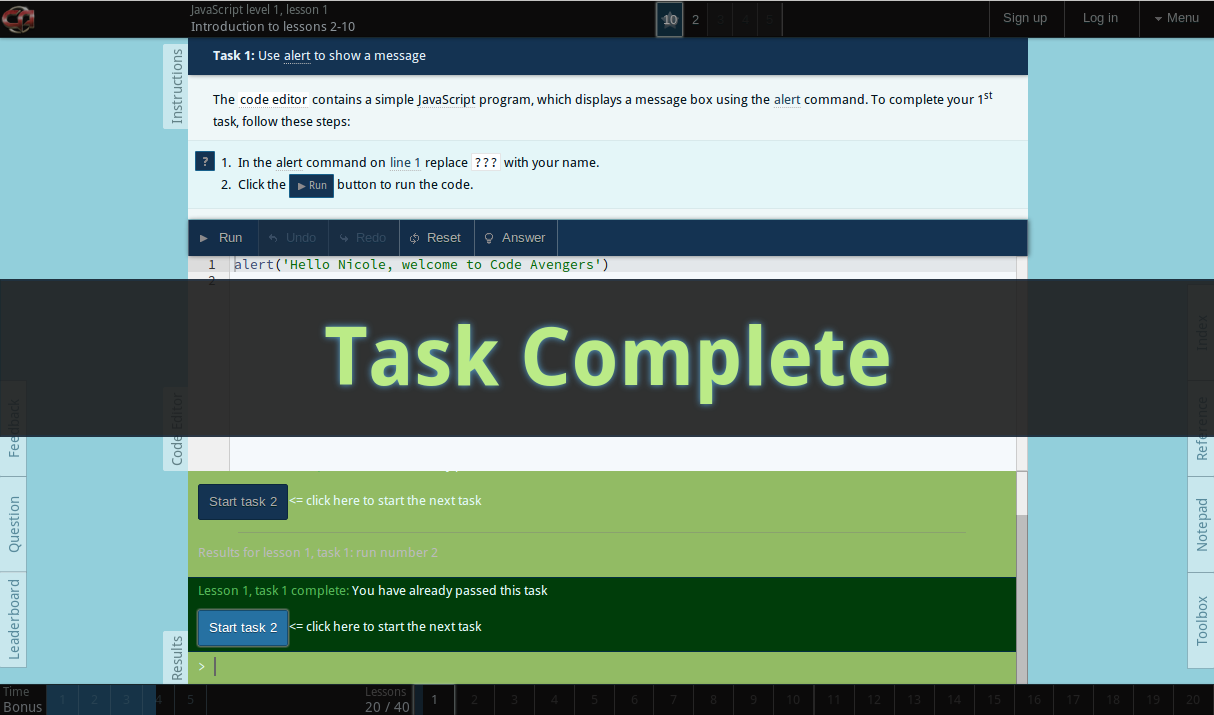 JavaScript level 1, lesson 1
Introduction to lessons 2-10
10 2 3 4 5
Sign up
Log in
Menu
Instructions
Task 1: Use alert to show a message
The code editor contains a simple JavaScript program, which displays a message box using the alert command. To complete your 1st
task, follow these steps:
? 1. In the alert command on line 1 replace ??? with your name.
2. Click the ▶ Run button to run the code.
Run Undo Redo Reset Answer
1 alert('Hello Nicole, welcome to Code Avengers')
2
Task Complete
Index
Reference
Notepad
Toolbox
Feedback
Question
Leaderboard
Code Editor
Start task 2 <= click here to start the next task
Results for lesson 1, task 1: run number 2
Lesson 1, task 1 complete: You have already passed this task
Start task 2 <= click here to start the next task
Results
>
Time
Bonus
1 2 3 4 5
Lessons
20 / 40
1 2 3 4 5 6 7 8 9 10 11 12 13 14 15 16 17 18 19 20